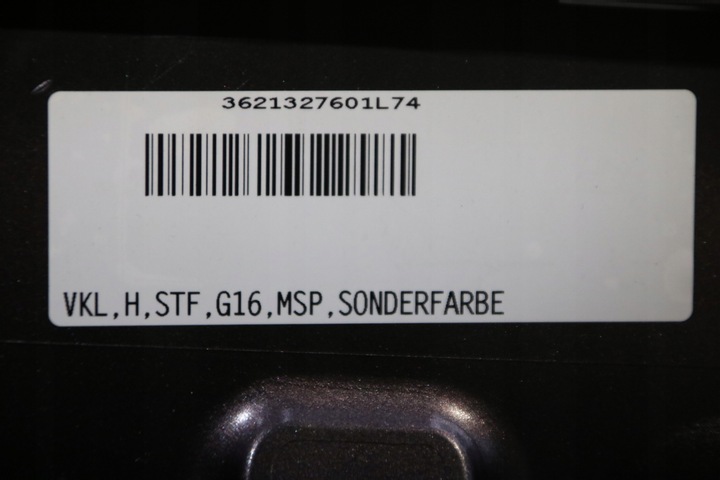 3621327601L74
VKL,H,STF,G16,MSP,SONDERFARBE